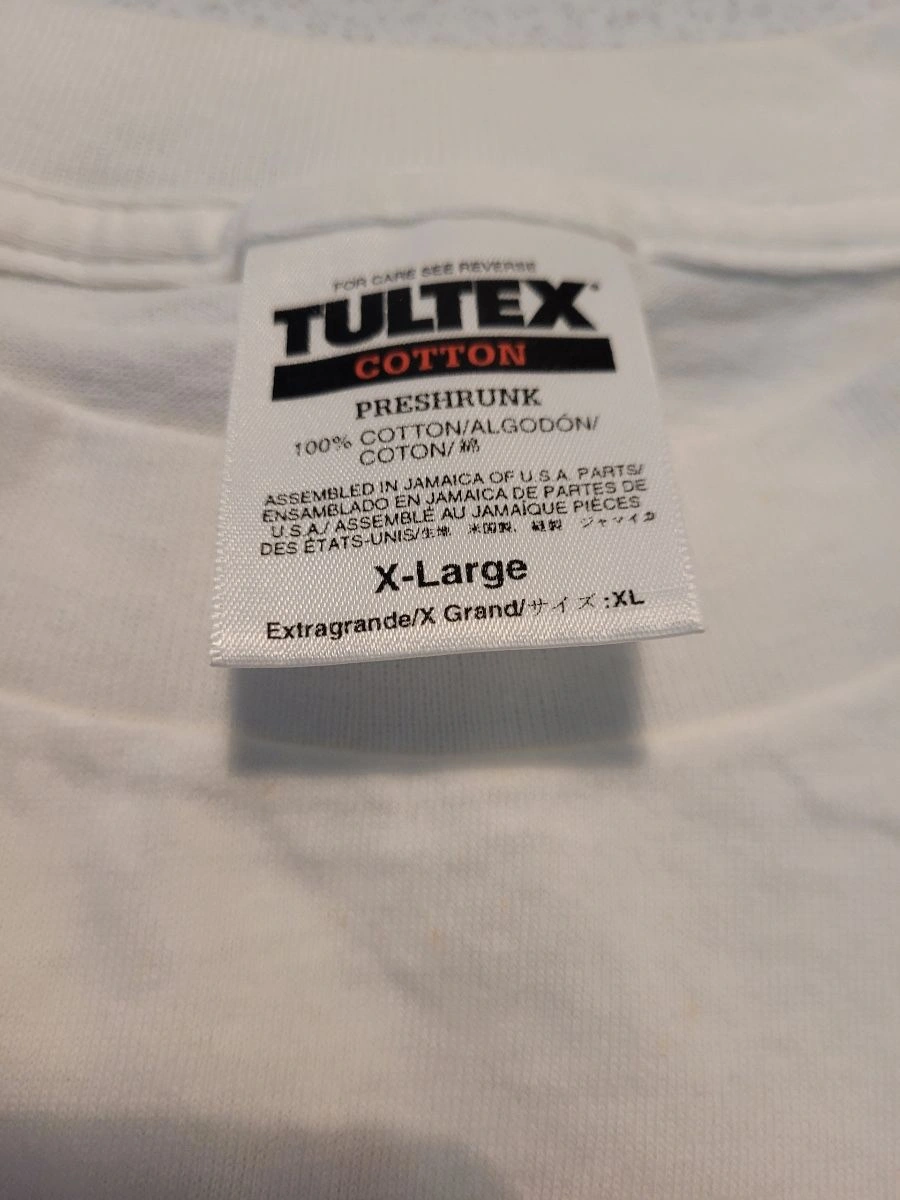 FOR CARE SEE REVERSE
TULTEX®
COTTON
PRESHRUNK
100% COTTON/ALGODÓN/
COTON/綿
ASSEMBLED IN JAMAICA OF U.S.A. PARTS/
ENSAMBLADO EN JAMAICA DE PARTES DE
U.S.A./ASSEMBLÉ AU JAMAÏQUE PIÈCES
DES ÉTATS-UNIS/生地 米国製、縫製 ジャマイカ
X-Large
Extragrande/X Grand/サイズ:XL